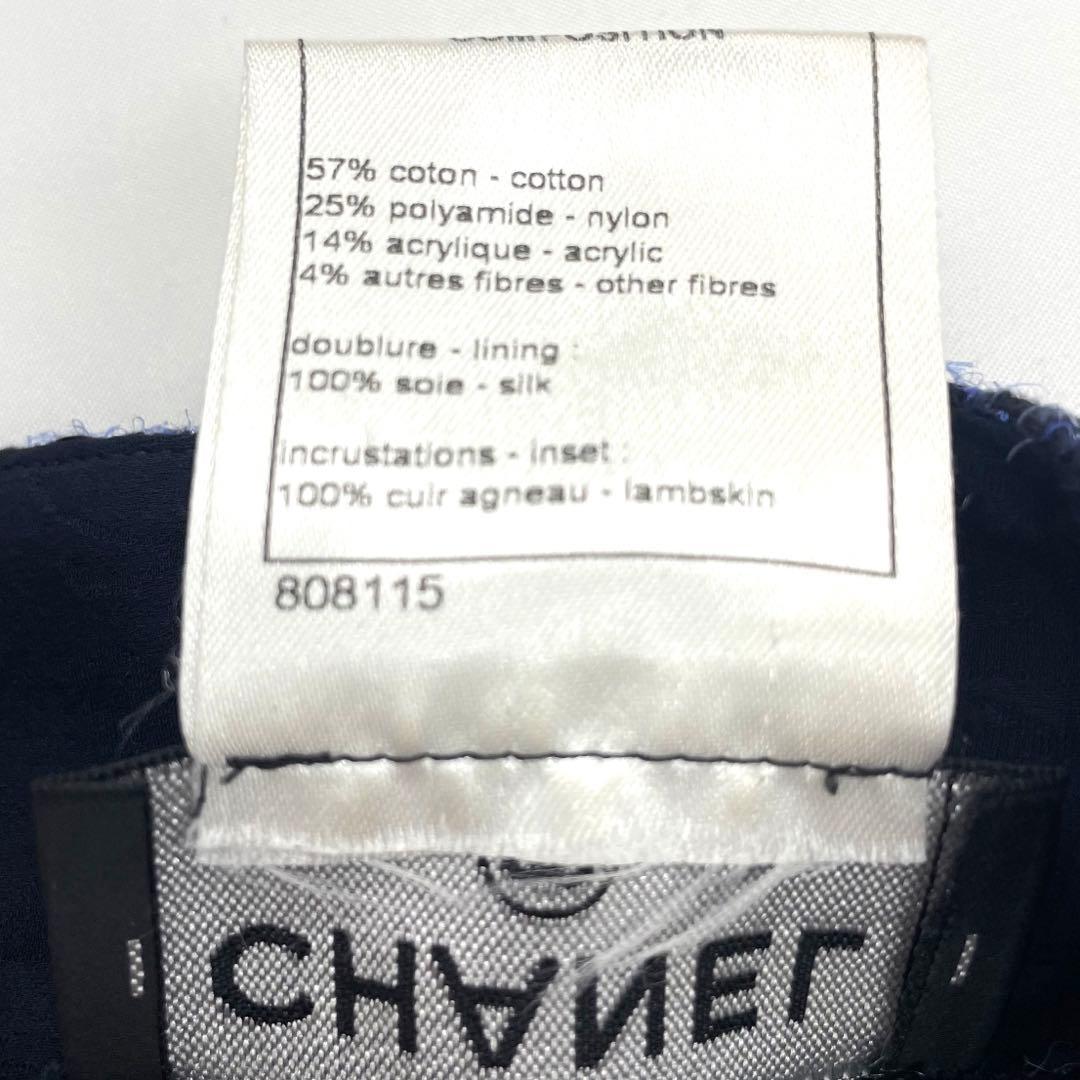 COMPOSITION
57% coton - cotton
25% polyamide - nylon
14% acrylique - acrylic
4% autres fibres - other fibres
doublure - lining :
100% soie - silk
incrustations - inset :
100% cuir agneau - lambskin
808115
CHANEL